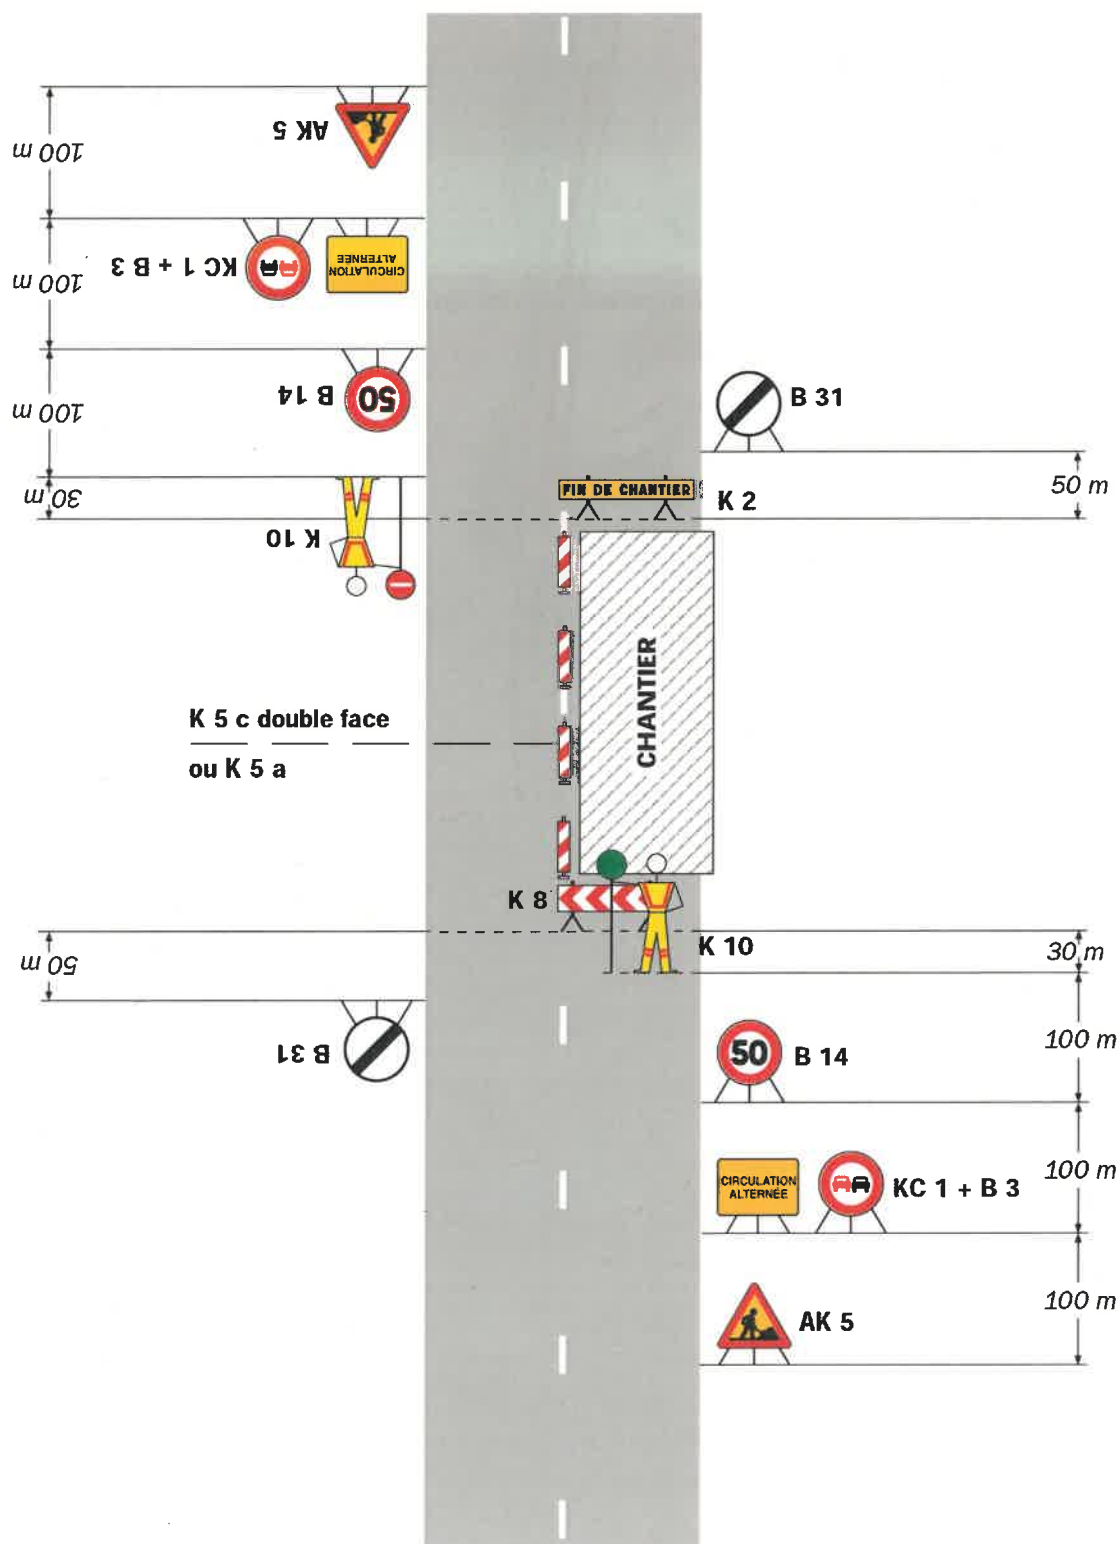 AK 5
100 m
KC 1 + B 3
CIRCULATION
ALTERNÉE
100 m
B 14
50
100 m
30 m
K 10
B 31
50 m
FIN DE CHANTIER
K 2
CHANTIER
K 5 c double face
ou K 5 a
K 8
K 10
30 m
50 m
B 31
50
B 14
100 m
CIRCULATION
ALTERNÉE
KC 1 + B 3
100 m
AK 5
100 m